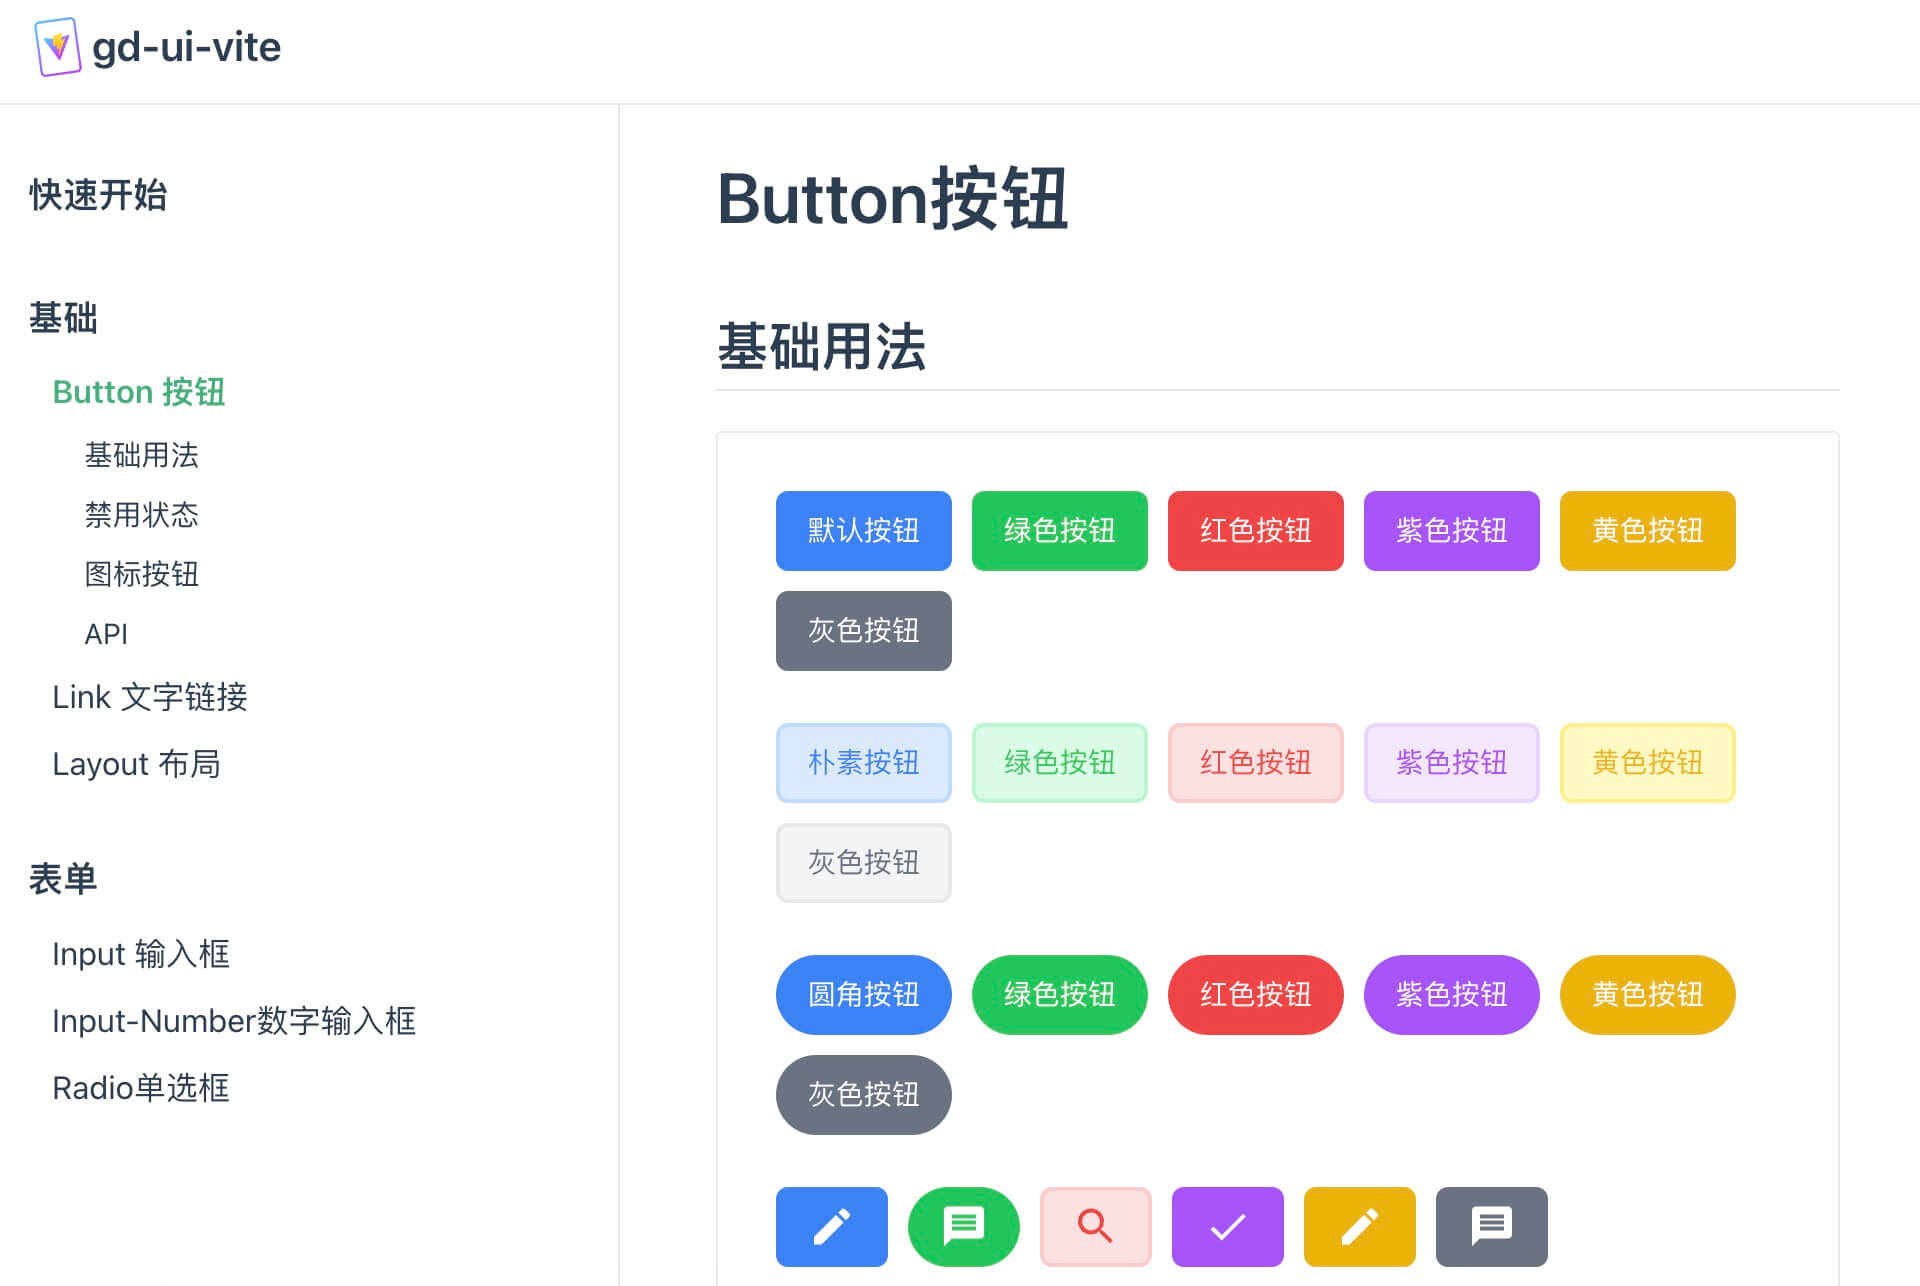 gd-ui-vite
快速开始
基础
Button 按钮
基础用法
禁用状态
图标按钮
API
Link 文字链接
Layout 布局
表单
Input 输入框
Input-Number数字输入框
Radio单选框
Button按钮
基础用法
默认按钮 绿色按钮 红色按钮 紫色按钮 黄色按钮
灰色按钮
朴素按钮 绿色按钮 红色按钮 紫色按钮 黄色按钮
灰色按钮
圆角按钮 绿色按钮 红色按钮 紫色按钮 黄色按钮
灰色按钮